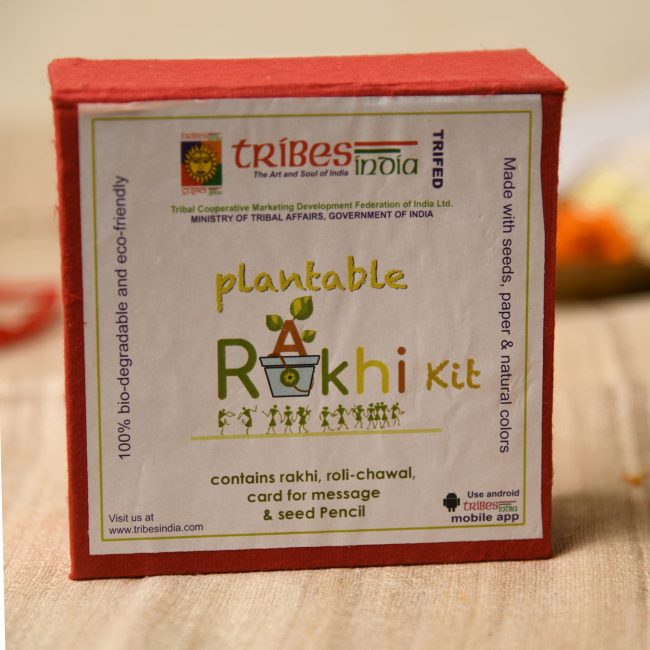 TRIBES
INDIA
The Art and Soul of India
TRIFED
Tribal Cooperative Marketing Development Federation of India Ltd.
MINISTRY OF TRIBAL AFFAIRS, GOVERNMENT OF INDIA
100% bio-degradable and eco-friendly
Made with seeds, paper & natural colors
plantable
RAkhi Kit
contains rakhi, roli-chawal,
card for message
& seed Pencil
Visit us at
www.tribesindia.com
Use android
TRIBES INDIA
mobile app